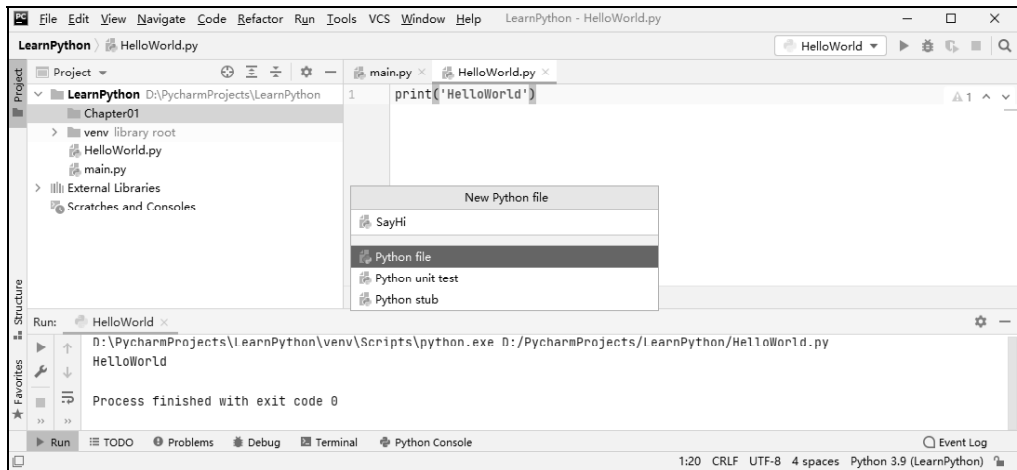 PC File Edit View Navigate Code Refactor Run Tools VCS Window Help LearnPython - HelloWorld.py
LearnPython HelloWorld.py HelloWorld
Project
Project
LearnPython D:\PycharmProjects\LearnPython
Chapter01
venv library root
HelloWorld.py
main.py
External Libraries
Scratches and Consoles
main.py HelloWorld.py
1 print('HelloWorld')
1
New Python file
SayHi
Python file
Python unit test
Python stub
Structure
Favorites
Run: HelloWorld
D:\PycharmProjects\LearnPython\venv\Scripts\python.exe D:/PycharmProjects/LearnPython/HelloWorld.py
HelloWorld
Process finished with exit code 0
Run TODO Problems Debug Terminal Python Console Event Log
1:20 CRLF UTF-8 4 spaces Python 3.9 (LearnPython)